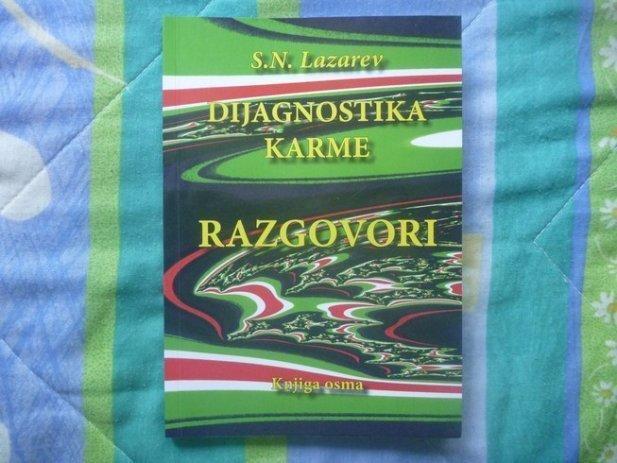 S.N. Lazarev
DIJAGNOSTIKA
KARME
RAZGOVORI
Knjiga osma